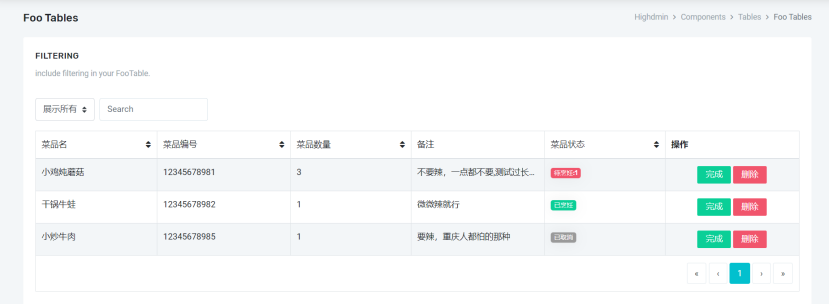 Foo Tables
Highdmin > Components > Tables > Foo Tables
FILTERING
include filtering in your FooTable.
展示所有 Search
菜品名 菜品编号 菜品数量 备注 菜品状态 操作
小鸡炖蘑菇 12345678981 3 不要辣，一点都不要,测试过长... 待烹饪:1 完成 删除
干锅牛蛙 12345678982 1 微微辣就行 已烹饪 完成 删除
小炒牛肉 12345678985 1 要辣，重庆人都怕的那种 已取消 完成 删除
« ‹ 1 › »